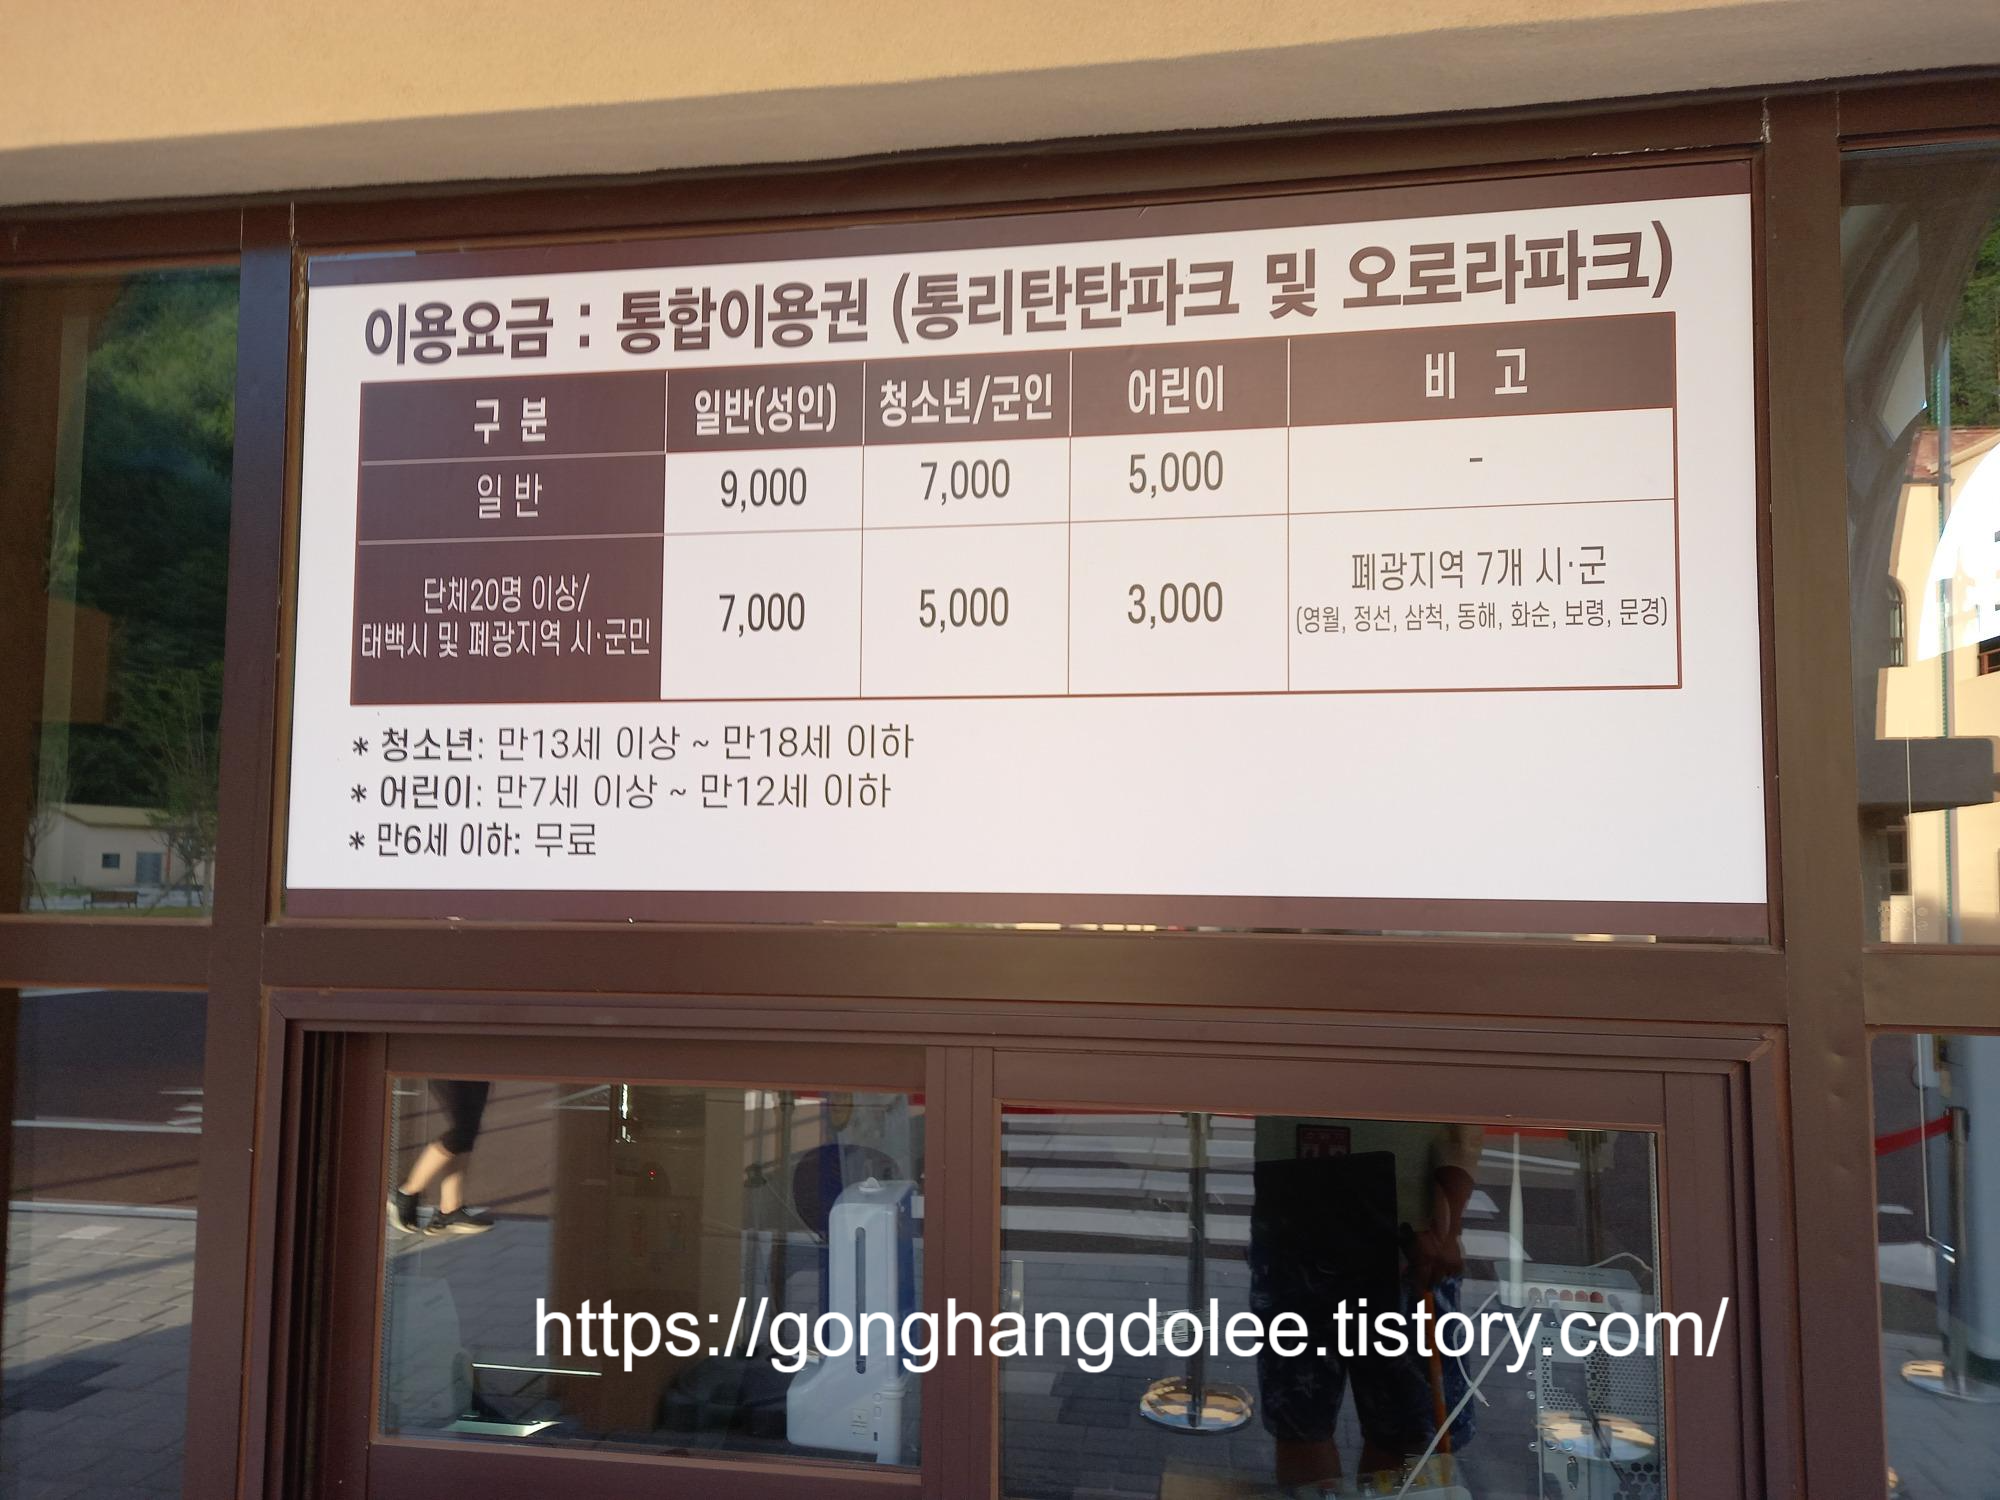 이용요금 : 통합이용권 (통리탄탄파크 및 오로라파크)
구 분 일반(성인) 청소년/군인 어린이 비 고
일 반 9,000 7,000 5,000 -
단체20명 이상/
태백시 및 폐광지역 시·군민 7,000 5,000 3,000 폐광지역 7개 시·군
(영월, 정선, 삼척, 동해, 화순, 보령, 문경)
* 청소년: 만13세 이상 ~ 만18세 이하
* 어린이: 만7세 이상 ~ 만12세 이하
* 만6세 이하: 무료
https://gonghangdolee.tistory.com/